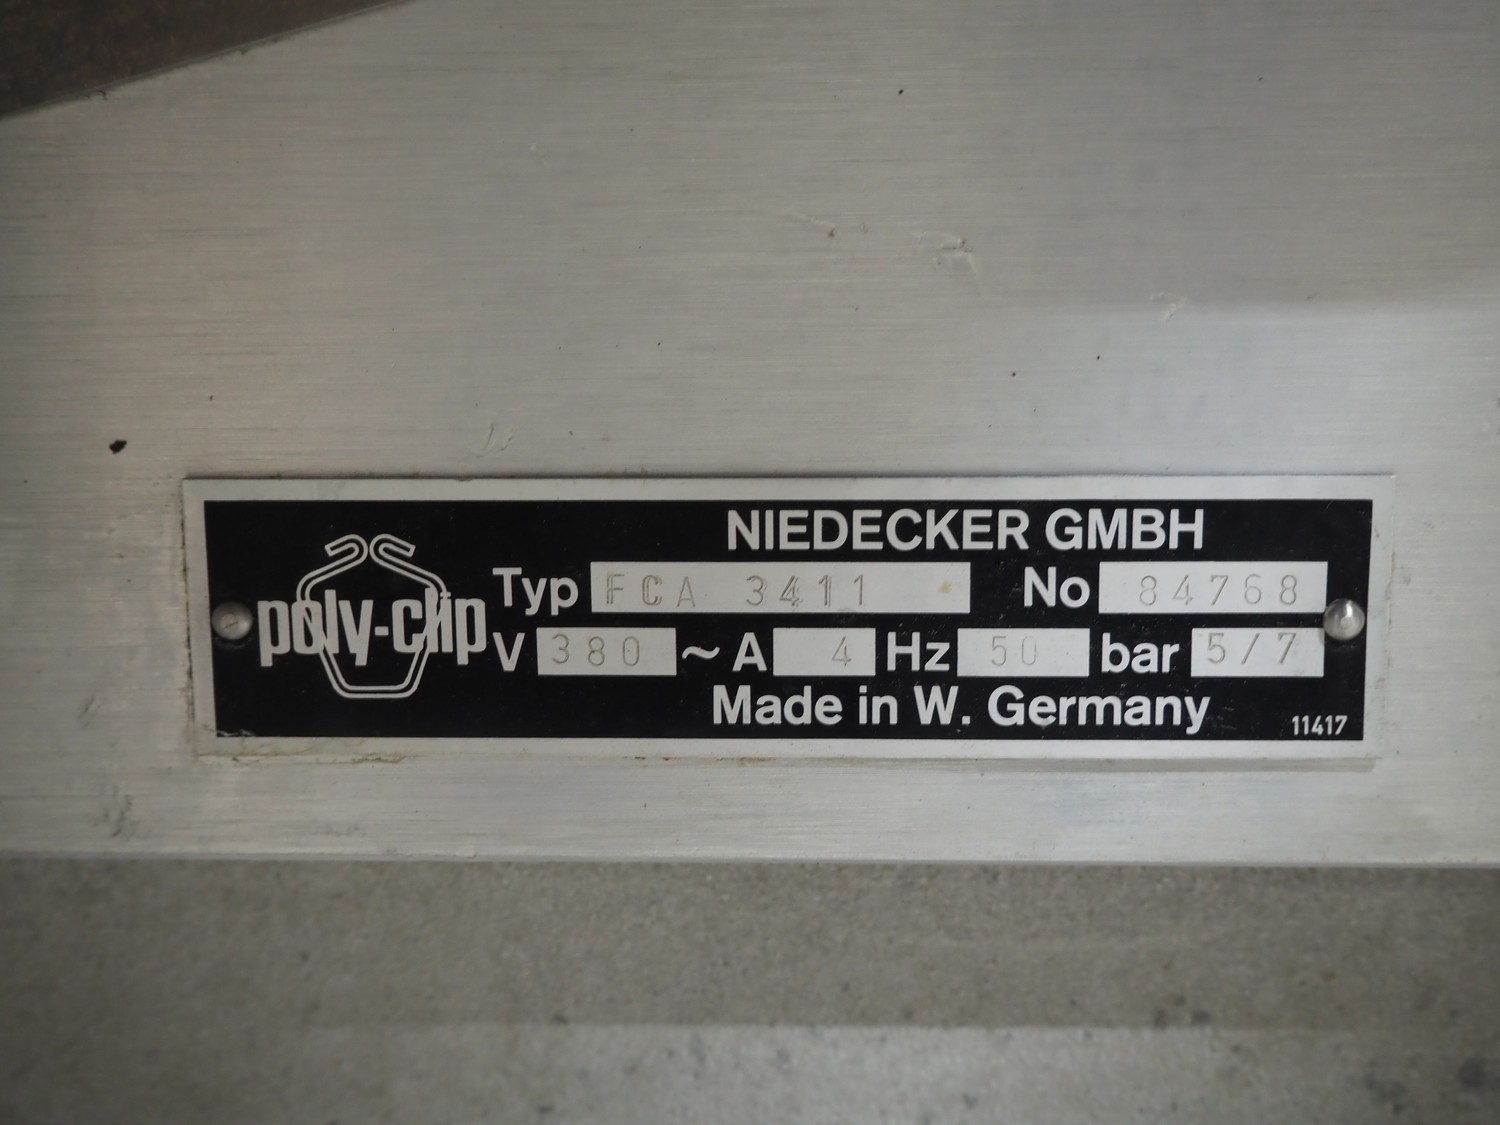 NIEDECKER GMBH
poly-clip
Typ FCA 3411 No 84768
V 380 ~ A 4 Hz 50 bar 5/7
Made in W. Germany
11417